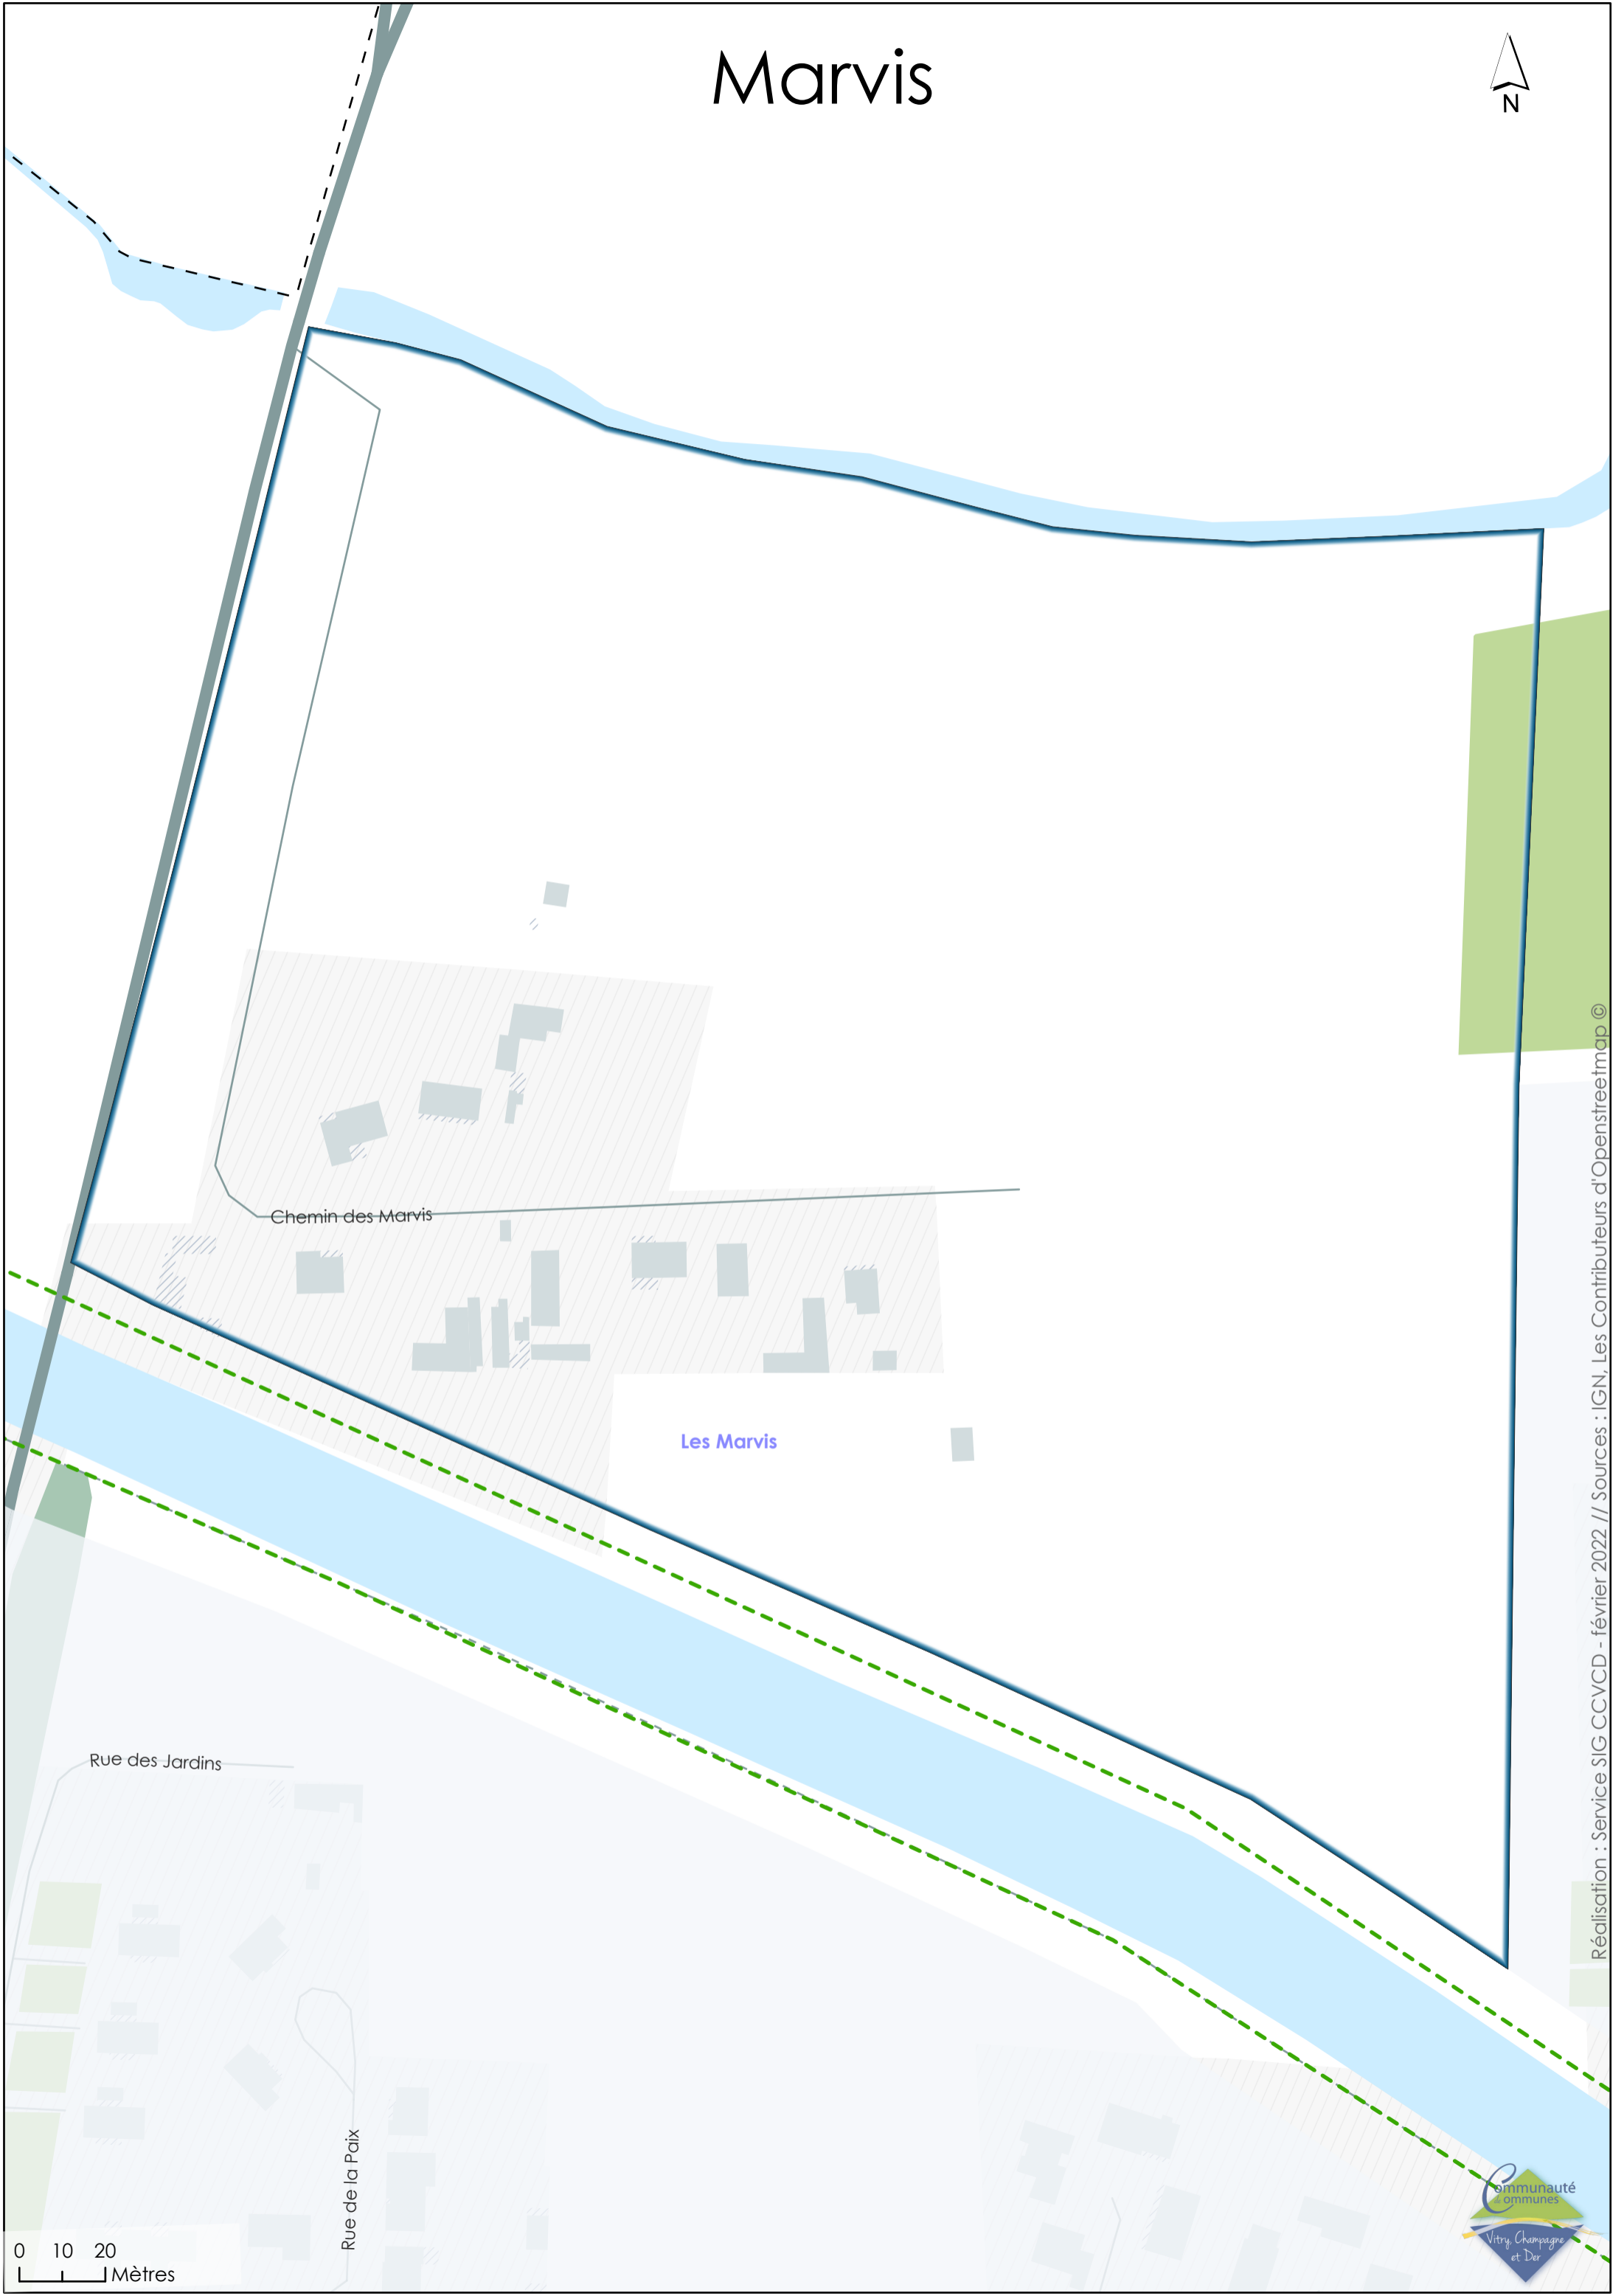 Marvis
N
Chemin des Marvis
Les Marvis
Rue des Jardins
Rue de la Paix
0 10 20
Mètres
Réalisation : Service SIG CCVCD - février 2022 // Sources : IGN, Les Contributeurs d'Openstreetmap ©
Communauté
de communes
Vitry, Champagne
et Der